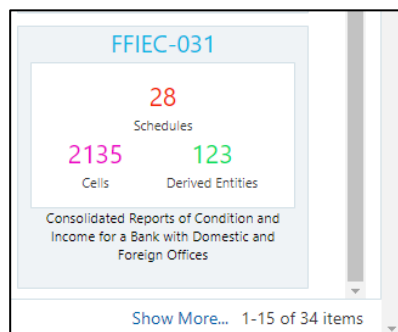 FFIEC-031
28
Schedules
2135 123
Cells Derived Entities
Consolidated Reports of Condition and
Income for a Bank with Domestic and
Foreign Offices
Show More... 1-15 of 34 items